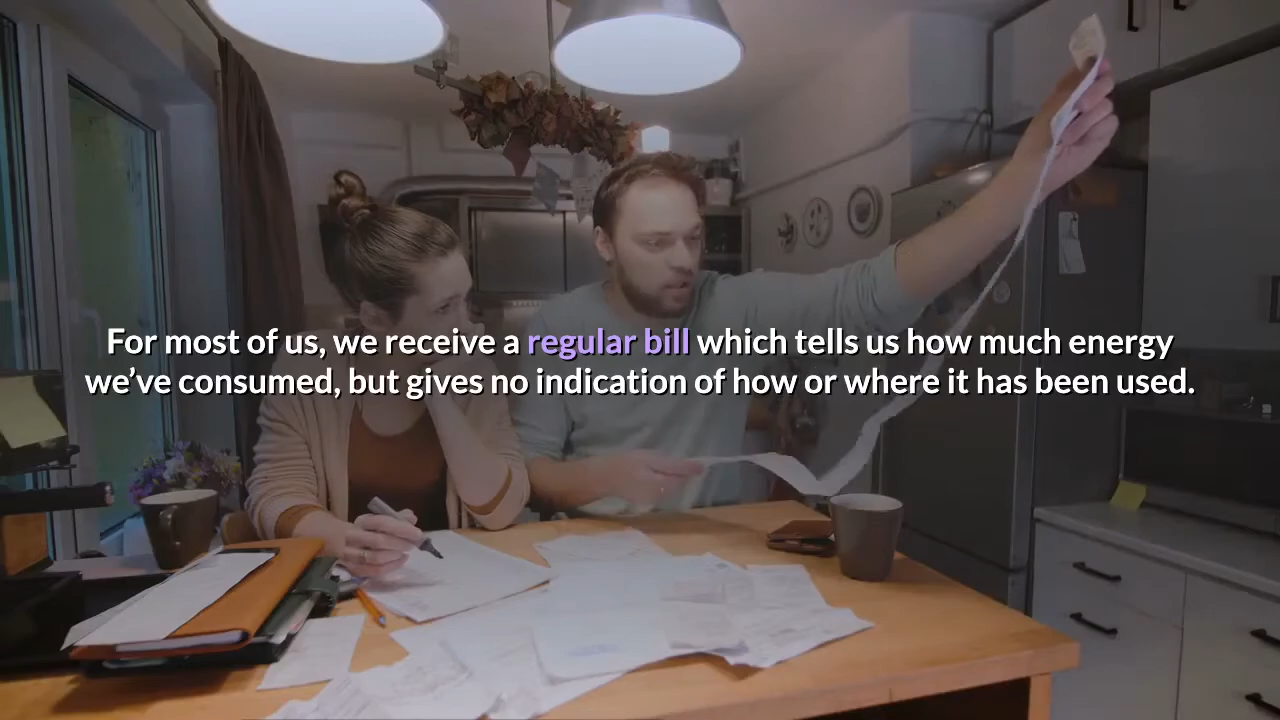 For most of us, we receive a regular bill which tells us how much energy
we’ve consumed, but gives no indication of how or where it has been used.